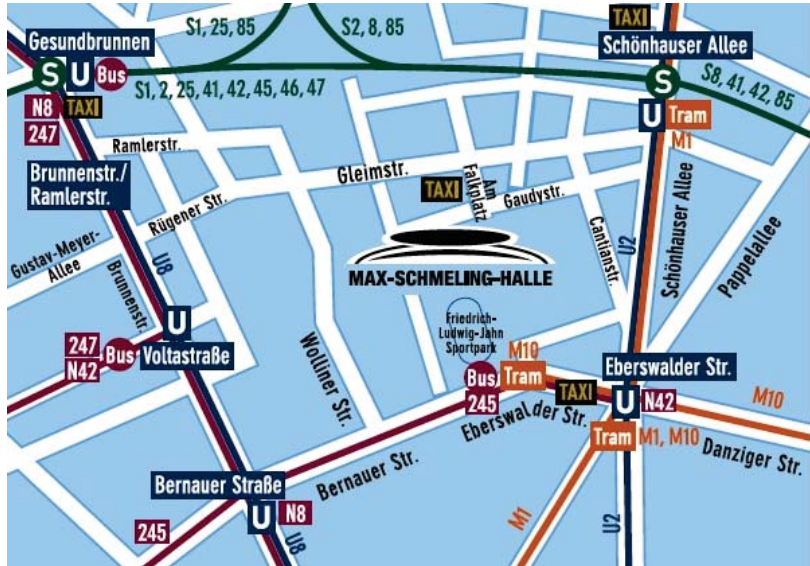 S1, 25, 85
S2, 8, 85
TAXI
Gesundbrunnen
Schönhauser Allee
S
U
Bus
S1, 2, 25, 41, 42, 45, 46, 47
S
S8, 41, 42, 85
N8
TAXI
247
U
Tram
M1
Ramlerstr.
Brunnenstr./
Ramlerstr.
Gleimstr.
TAXI
Am
Falkplatz
Gaudystr.
Rügener Str.
Gustav-Meyer-
Allee
Brunnenstr.
U8
Cantianstr.
U2
Schönhauser Allee
Pappelallee
MAX-SCHMELING-HALLE
Friedrich-
Ludwig-Jahn
Sportpark
U
247
N42
Bus
Voltastraße
Wolliner Str.
M10
Bus
Tram
245
TAXI
Eberswalder Str.
Eberswalder Str.
U
N42
M10
Tram
M1, M10
Danziger Str.
Bernauer Str.
Bernauer Straße
U
N8
245
U8
M1
U2